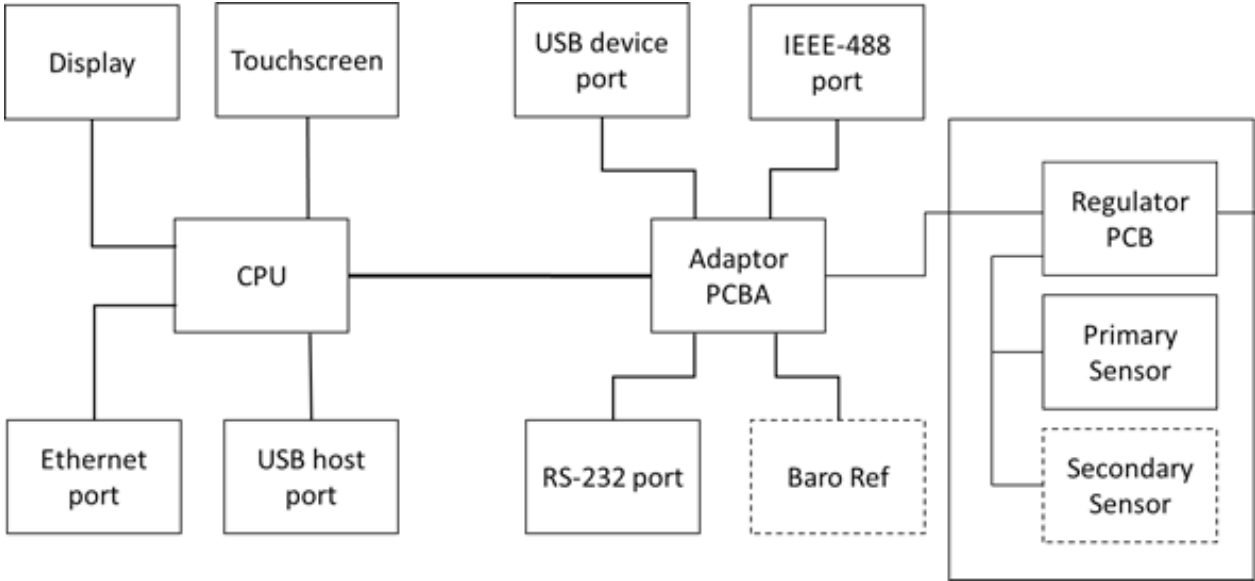 Display
Touchscreen
USB device
port
IEEE-488
port
Regulator
PCB
CPU
Adaptor
PCBA
Primary
Sensor
Ethernet
port
USB host
port
RS-232 port
Baro Ref
Secondary
Sensor